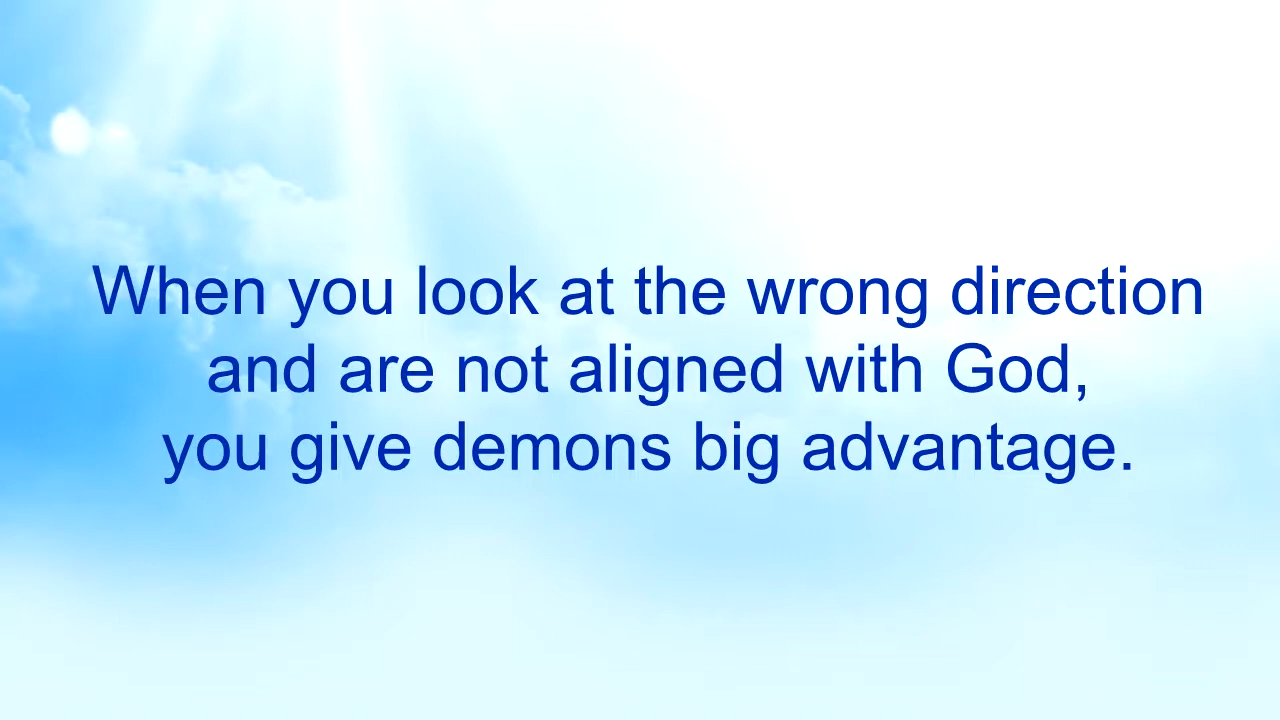 When you look at the wrong direction
and are not aligned with God,
you give demons big advantage.